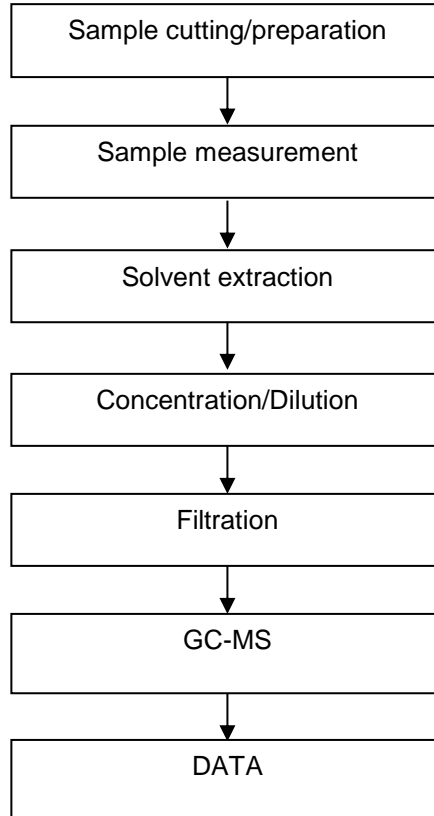 Sample cutting/preparation
Sample measurement
Solvent extraction
Concentration/Dilution
Filtration
GC-MS
DATA